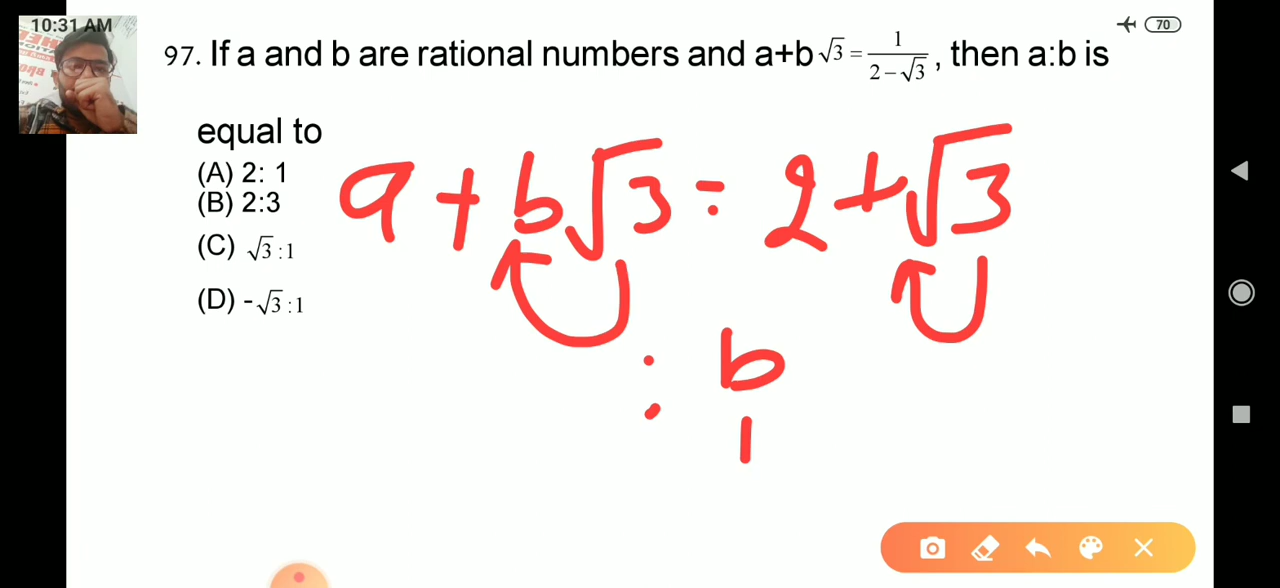 10:31 AM
70
97. If a and b are rational numbers and a+b√3 = 1/(2−√3), then a:b is
equal to
(A) 2: 1
(B) 2:3
(C) √3 : 1
(D) -√3 : 1
a + b√3 = 2 + √3
: b
: 1